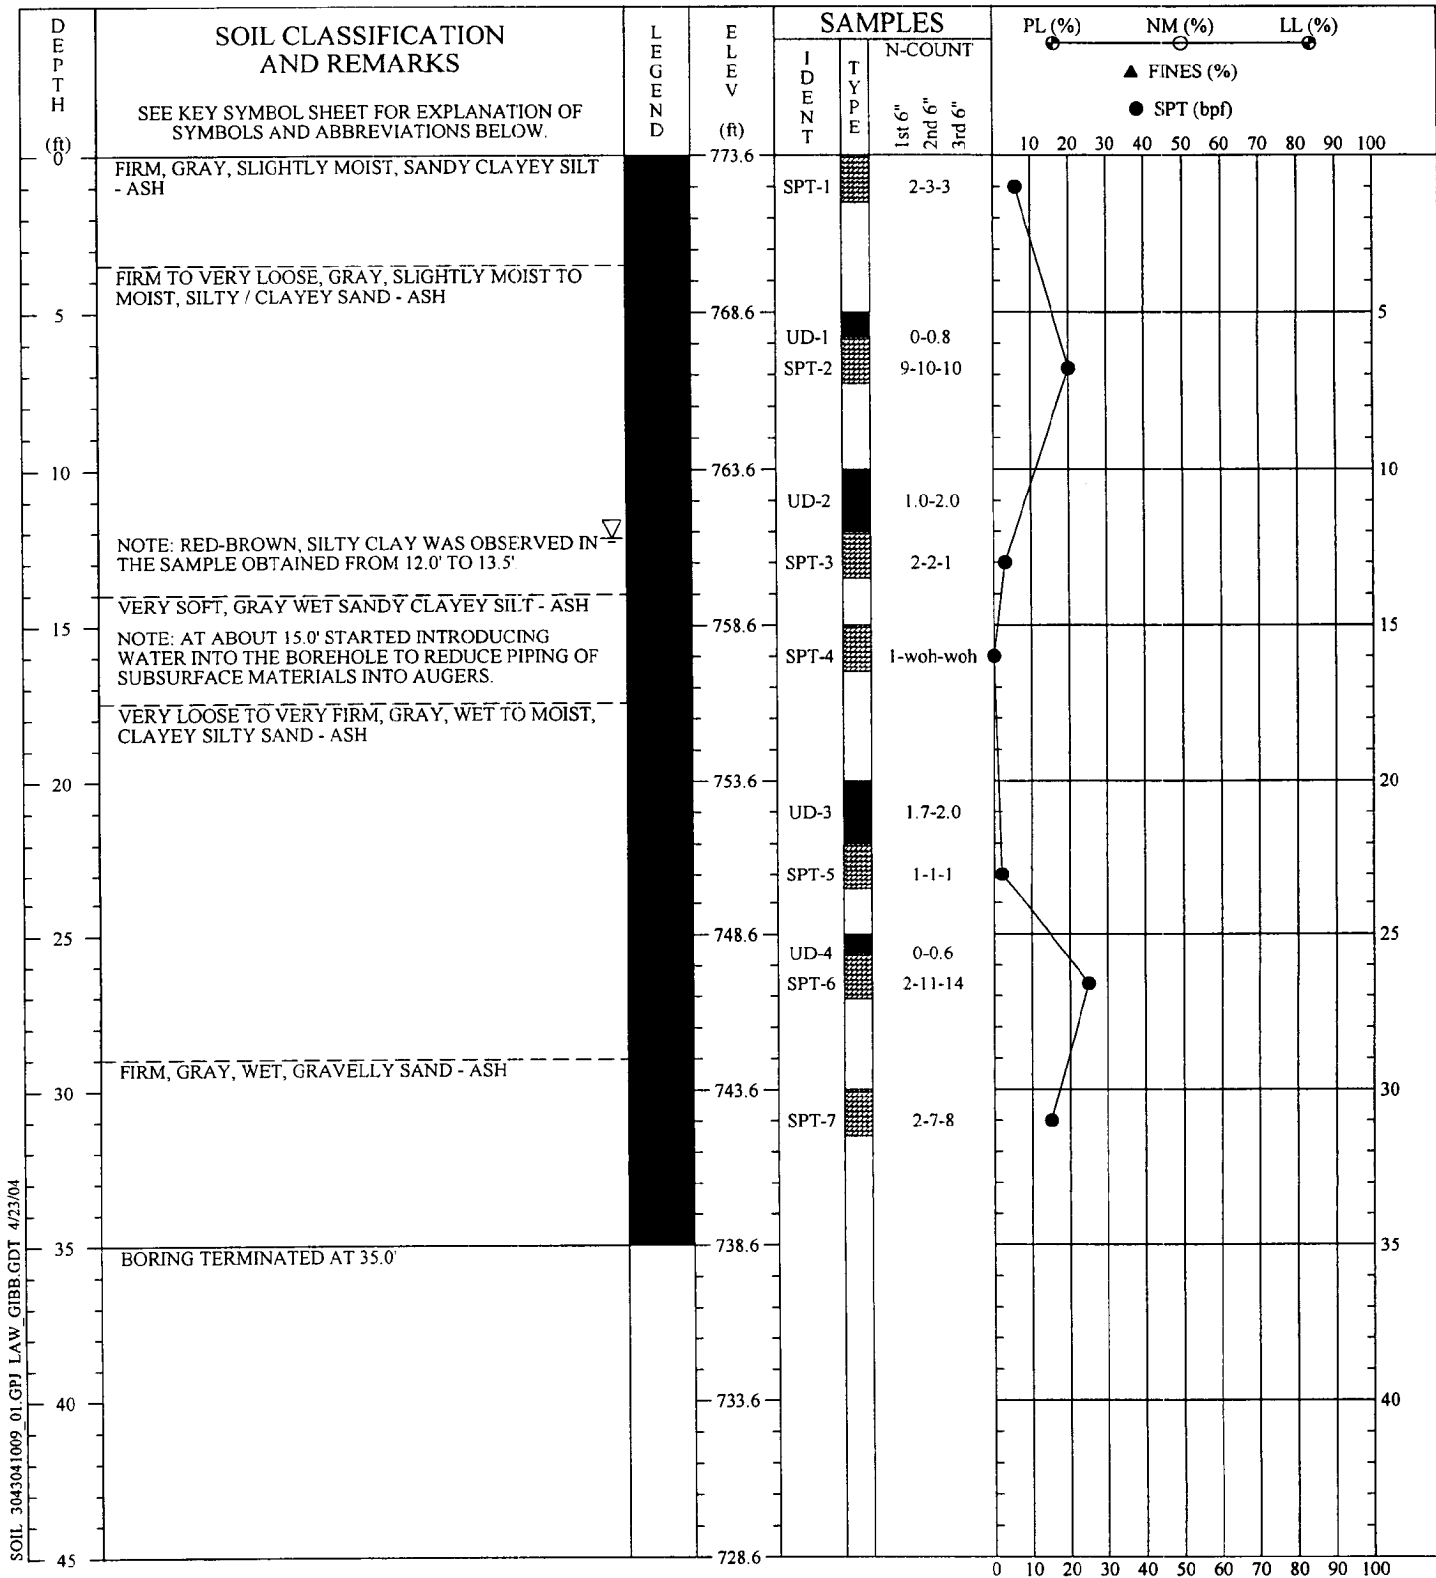 DEPTH (ft)
SOIL CLASSIFICATION
AND REMARKS
SEE KEY SYMBOL SHEET FOR EXPLANATION OF
SYMBOLS AND ABBREVIATIONS BELOW.
LEGEND
ELEV (ft)
SAMPLES
IDENT
TYPE
N-COUNT
1st 6"
2nd 6"
3rd 6"
PL (%) NM (%) LL (%)
▲ FINES (%)
● SPT (bpf)
0 773.6 10 20 30 40 50 60 70 80 90 100
FIRM, GRAY, SLIGHTLY MOIST, SANDY CLAYEY SILT
- ASH
SPT-1 2-3-3
FIRM TO VERY LOOSE, GRAY, SLIGHTLY MOIST TO
MOIST, SILTY / CLAYEY SAND - ASH
5 768.6 5
UD-1 0-0.8
SPT-2 9-10-10
10 763.6 10
UD-2 1.0-2.0
NOTE: RED-BROWN, SILTY CLAY WAS OBSERVED IN
THE SAMPLE OBTAINED FROM 12.0' TO 13.5'
SPT-3 2-2-1
VERY SOFT, GRAY WET SANDY CLAYEY SILT - ASH
15 758.6 15
NOTE: AT ABOUT 15.0' STARTED INTRODUCING
WATER INTO THE BOREHOLE TO REDUCE PIPING OF
SUBSURFACE MATERIALS INTO AUGERS.
SPT-4 1-woh-woh
VERY LOOSE TO VERY FIRM, GRAY, WET TO MOIST,
CLAYEY SILTY SAND - ASH
20 753.6 20
UD-3 1.7-2.0
SPT-5 1-1-1
25 748.6 25
UD-4 0-0.6
SPT-6 2-11-14
FIRM, GRAY, WET, GRAVELLY SAND - ASH
30 743.6 30
SPT-7 2-7-8
35 738.6 35
BORING TERMINATED AT 35.0'
40 733.6 40
45 728.6
0 10 20 30 40 50 60 70 80 90 100
SOIL 3043041009_01.GPJ LAW_GIBB.GDT 4/23/04